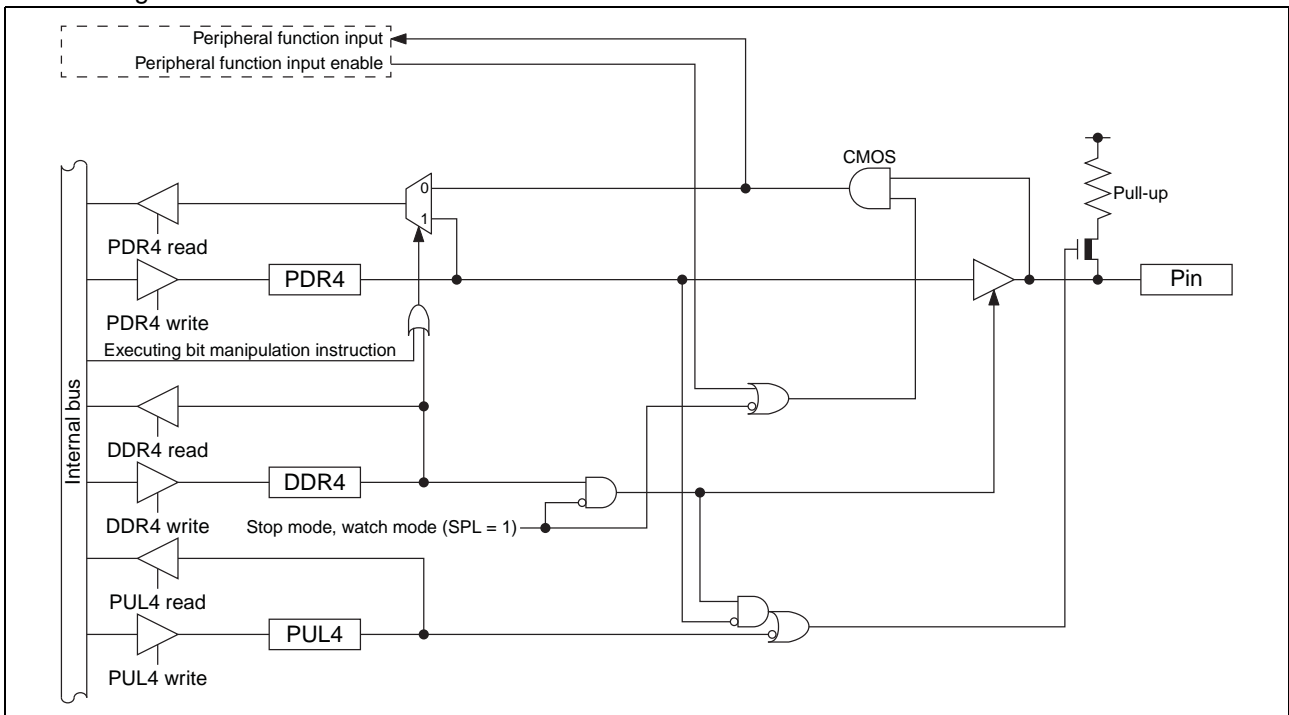 Peripheral function input
Peripheral function input enable
CMOS
Pull-up
0
1
PDR4 read
PDR4
Pin
PDR4 write
Executing bit manipulation instruction
Internal bus
DDR4 read
DDR4
DDR4 write
Stop mode, watch mode (SPL = 1)
PUL4 read
PUL4
PUL4 write